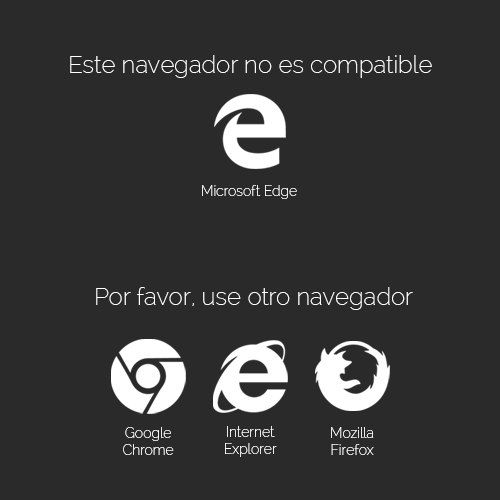 Este navegador no es compatible
Microsoft Edge
Por favor, use otro navegador
Google Internet Mozilla
Chrome Explorer Firefox